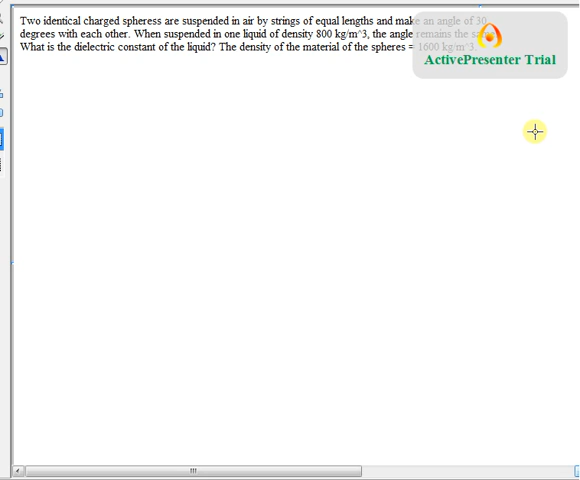 Two identical charged spheress are suspended in air by strings of equal lengths and make an angle of 30
degrees with each other. When suspended in one liquid of density 800 kg/m^3, the angle remains the same.
What is the dielectric constant of the liquid? The density of the material of the spheres = 1600 kg/m^3.
ActivePresenter Trial